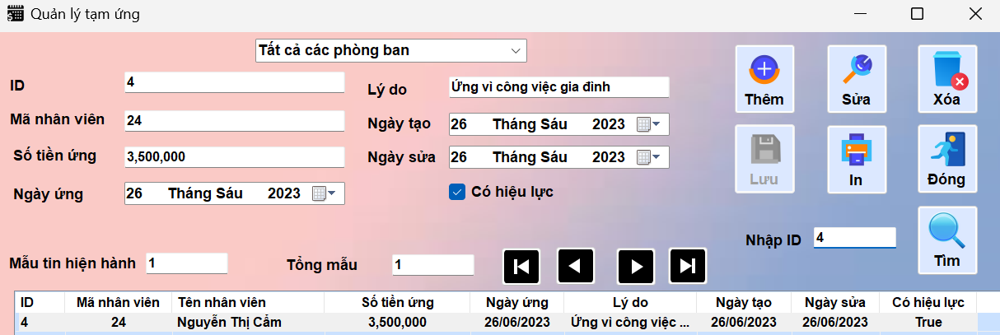 Quản lý tạm ứng
Tất cả các phòng ban
ID 4
Mã nhân viên 24
Số tiền ứng 3,500,000
Ngày ứng 26 Tháng Sáu 2023
Lý do Ứng vì công việc gia đình
Ngày tạo 26 Tháng Sáu 2023
Ngày sửa 26 Tháng Sáu 2023
Có hiệu lực
Thêm Sửa Xóa
Lưu In Đóng
Nhập ID 4 Tìm
Mẫu tin hiện hành 1 Tổng mẫu 1
ID Mã nhân viên Tên nhân viên Số tiền ứng Ngày ứng Lý do Ngày tạo Ngày sửa Có hiệu lực
4 24 Nguyễn Thị Cẩm 3,500,000 26/06/2023 Ứng vì công việc ... 26/06/2023 26/06/2023 True